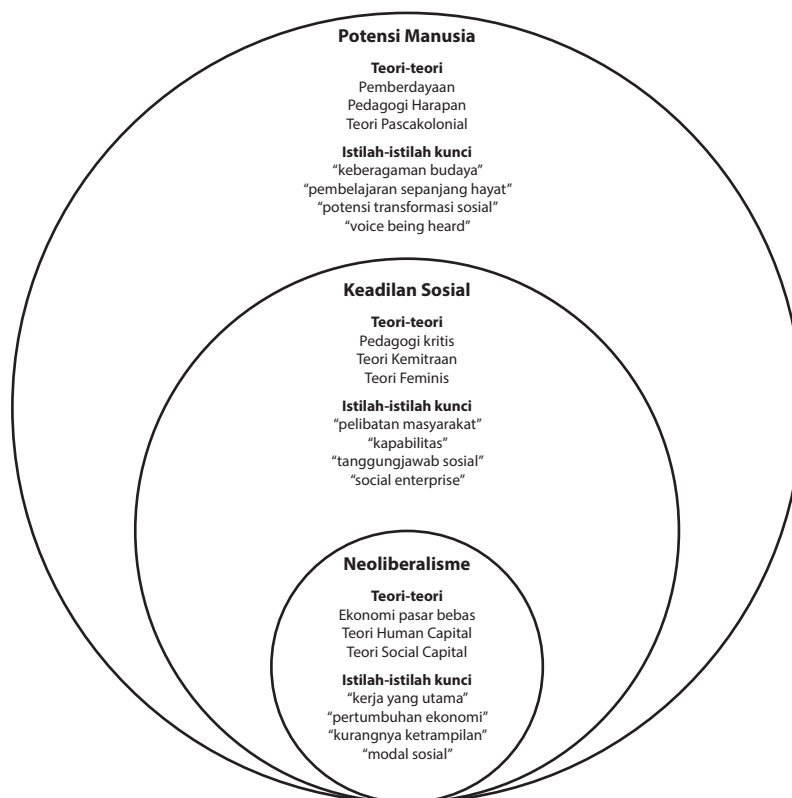 Potensi Manusia
Teori-teori
Pemberdayaan
Pedagogi Harapan
Teori Pascakolonial
Istilah-istilah kunci
“keberagaman budaya”
“pembelajaran sepanjang hayat”
“potensi transformasi sosial”
“voice being heard”
Keadilan Sosial
Teori-teori
Pedagogi kritis
Teori Kemitraan
Teori Feminis
Istilah-istilah kunci
“pelibatan masyarakat”
“kapabilitas”
“tanggungjawab sosial”
“social enterprise”
Neoliberalisme
Teori-teori
Ekonomi pasar bebas
Teori Human Capital
Teori Social Capital
Istilah-istilah kunci
“kerja yang utama”
“pertumbuhan ekonomi”
“kurangnya ketrampilan”
“modal sosial”